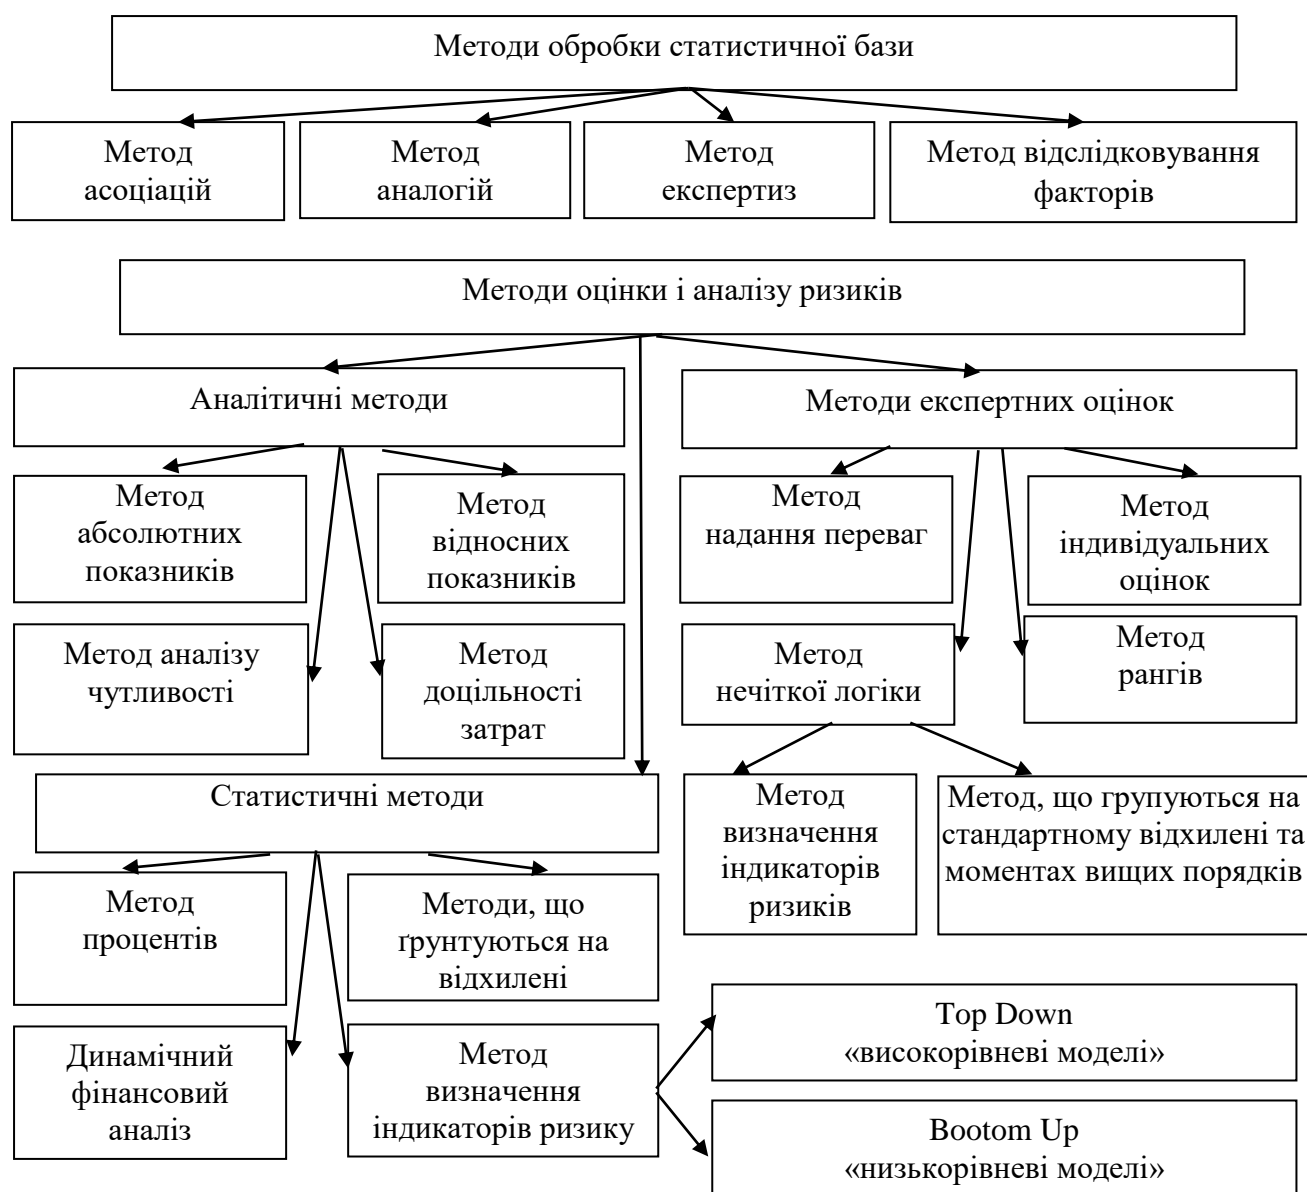 Методи обробки статистичної бази
Метод
асоціацій
Метод
аналогій
Метод
експертиз
Метод відслідковування
факторів
Методи оцінки і аналізу ризиків
Аналітичні методи
Методи експертних оцінок
Метод
абсолютних
показників
Метод
відносних
показників
Метод
надання переваг
Метод
індивідуальних
оцінок
Метод аналізу
чутливості
Метод
доцільності
затрат
Метод
нечіткої логіки
Метод
рангів
Статистичні методи
Метод
визначення
індикаторів
ризиків
Метод, що групуються на
стандартному відхилені та
моментах вищих порядків
Метод
процентів
Методи, що
ґрунтуються на
відхилені
Динамічний
фінансовий
аналіз
Метод
визначення
індикаторів ризику
Top Down
«високорівневі моделі»
Bootom Up
«низькорівневі моделі»